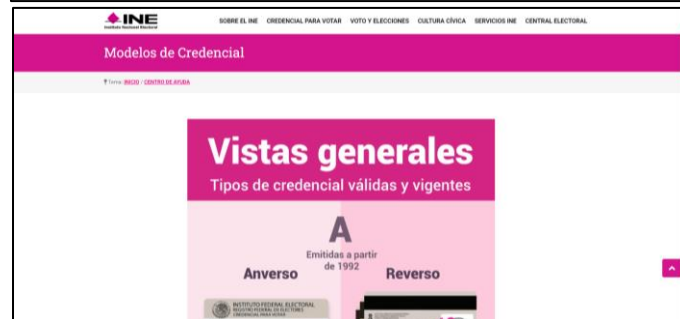 INE
Instituto Nacional Electoral
SOBRE EL INE CREDENCIAL PARA VOTAR VOTO Y ELECCIONES CULTURA CÍVICA SERVICIOS INE CENTRAL ELECTORAL
Modelos de Credencial
Tema: INICIO / CENTRO DE AYUDA
Vistas generales
Tipos de credencial válidas y vigentes
A
Emitidas a partir
de 1992
Anverso Reverso
INSTITUTO FEDERAL ELECTORAL
REGISTRO FEDERAL DE ELECTORES
CREDENCIAL PARA VOTAR